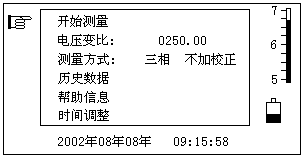 开始测量
电压变比： 0250.00
测量方式： 三相 不加校正
历史数据
帮助信息
时间调整
2002年08年08年 09:15:58
7
6
5